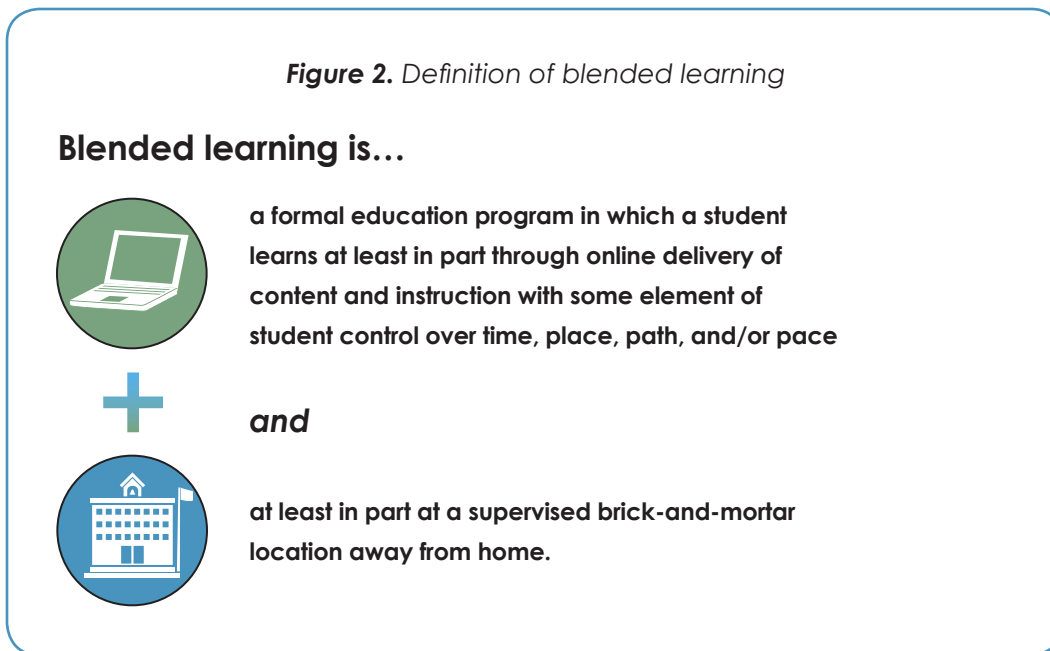 Figure 2. Definition of blended learning
Blended learning is…
a formal education program in which a student
learns at least in part through online delivery of
content and instruction with some element of
student control over time, place, path, and/or pace
and
at least in part at a supervised brick-and-mortar
location away from home.